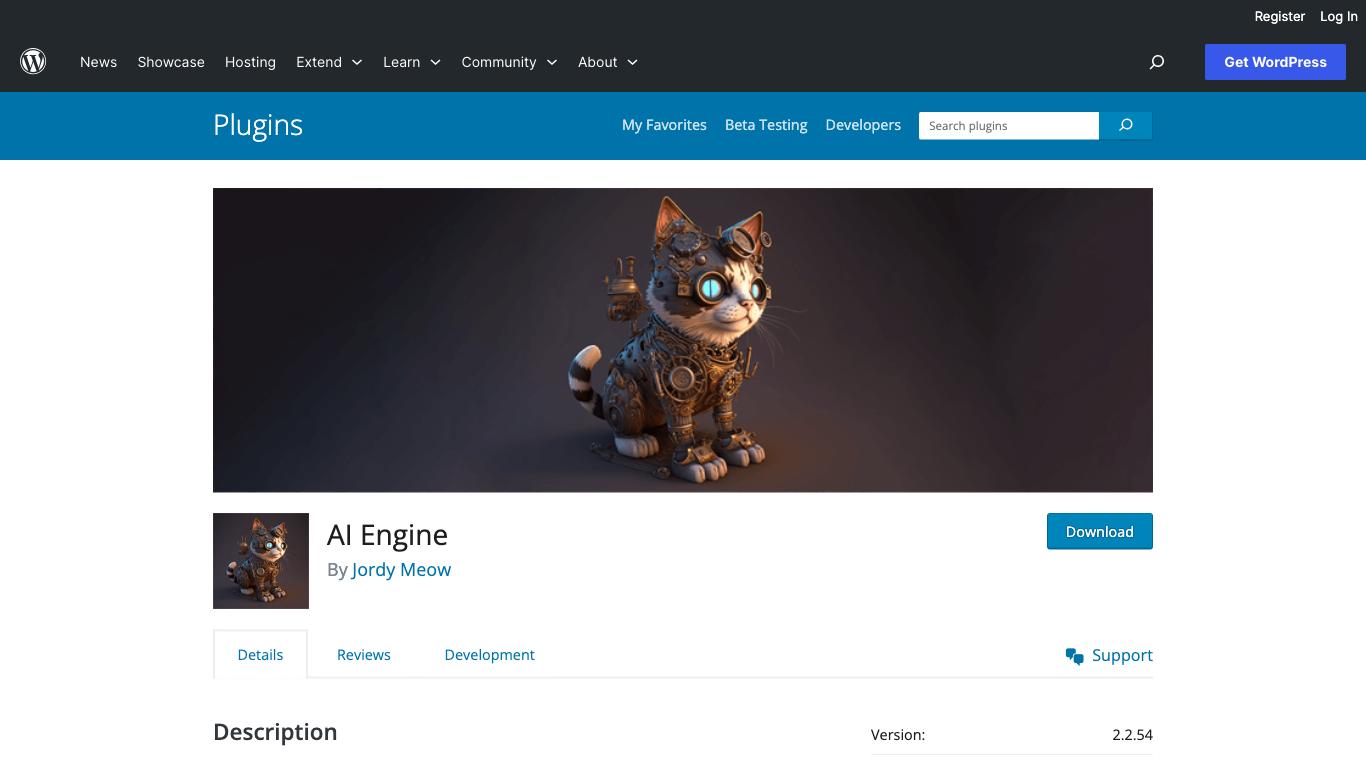 Register Log In
News Showcase Hosting Extend Learn Community About Get WordPress
Plugins My Favorites Beta Testing Developers Search plugins
AI Engine Download
By Jordy Meow
Details Reviews Development Support
Description Version: 2.2.54